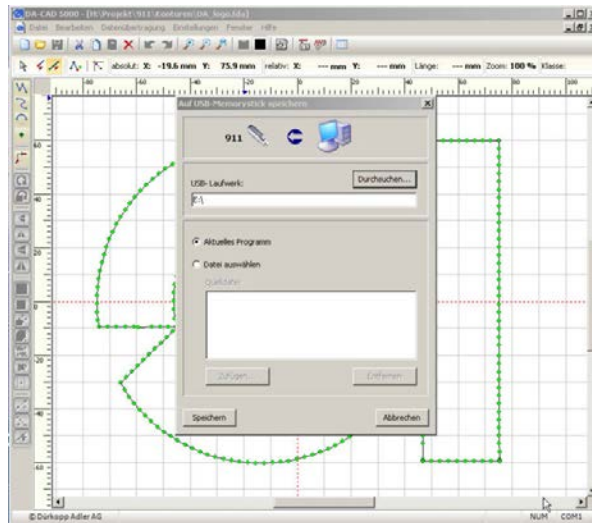 DA-CAD 5000 - [H:\Projekt\911\Konturen\DA_logo.fda]
Datei Bearbeiten Datenübertragung Einstellungen Fenster Hilfe
absolut: X: -19.6 mm Y: 75.9 mm relativ: X: --- mm Y: --- mm Länge: --- mm Zoom: 100 % Klasse:
Auf USB-Memorystick speichern
911
USB- Laufwerk:
Durchsuchen...
E:\
Aktuelles Programm
Datei auswählen
Quelldatei:
Zufügen...
Entfernen
Speichern
Abbrechen
© Dürkopp Adler AG
NUM
COM1